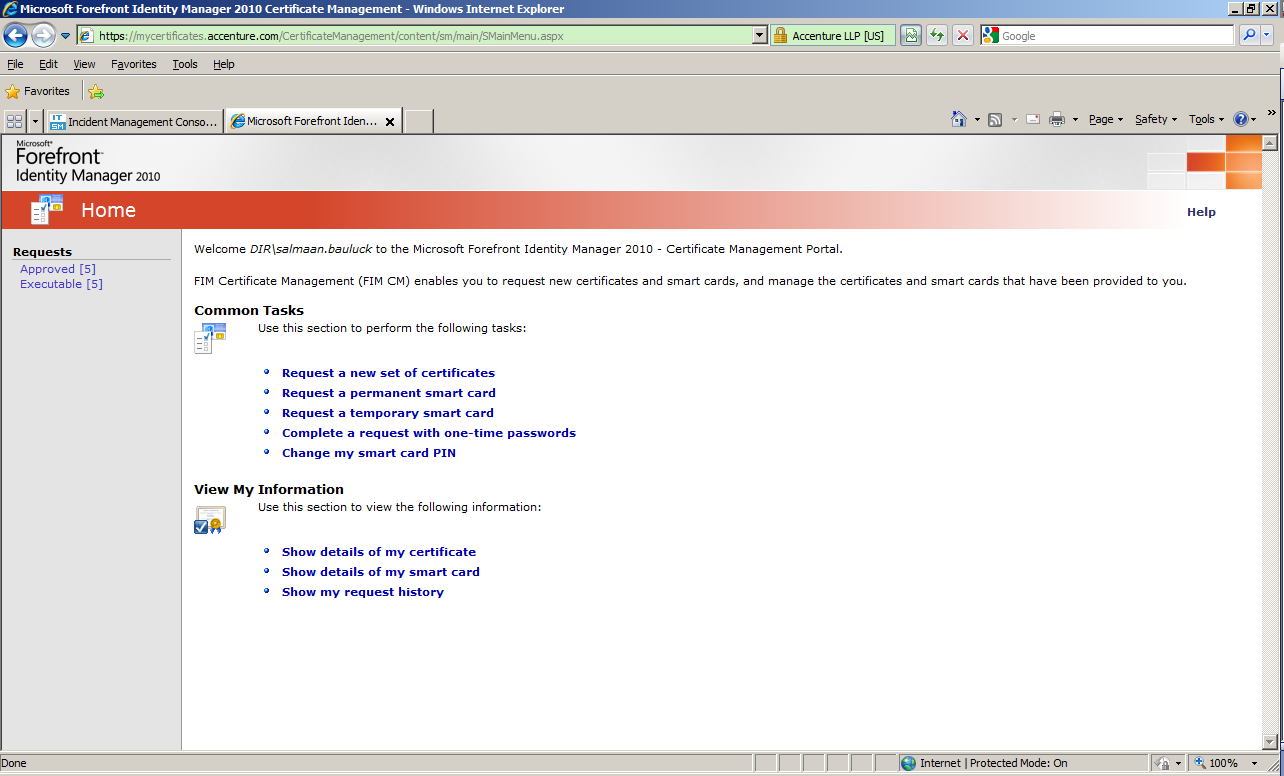 Microsoft Forefront Identity Manager 2010 Certificate Management - Windows Internet Explorer
https://mycertificates.accenture.com/CertificateManagement/content/sm/main/SMainMenu.aspx
Accenture LLP [US]
Google
File Edit View Favorites Tools Help
Favorites
Incident Management Conso...
Microsoft Forefront Iden...
Page Safety Tools
Microsoft®
Forefront™
Identity Manager 2010
Home
Help
Requests
Approved [5]
Executable [5]
Welcome DIR\salmaan.bauluck to the Microsoft Forefront Identity Manager 2010 - Certificate Management Portal.
FIM Certificate Management (FIM CM) enables you to request new certificates and smart cards, and manage the certificates and smart cards that have been provided to you.
Common Tasks
Use this section to perform the following tasks:
Request a new set of certificates
Request a permanent smart card
Request a temporary smart card
Complete a request with one-time passwords
Change my smart card PIN
View My Information
Use this section to view the following information:
Show details of my certificate
Show details of my smart card
Show my request history
Done
Internet | Protected Mode: On
100%